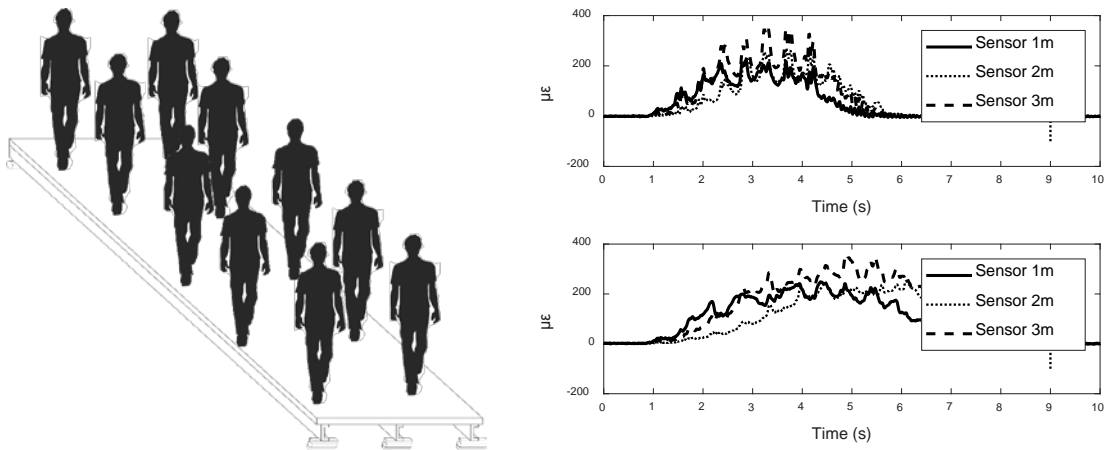 400
200
0
-200
με
0 1 2 3 4 5 6 7 8 9 10
Time (s)
Sensor 1m
Sensor 2m
Sensor 3m
400
200
0
-200
με
0 1 2 3 4 5 6 7 8 9 10
Time (s)
Sensor 1m
Sensor 2m
Sensor 3m